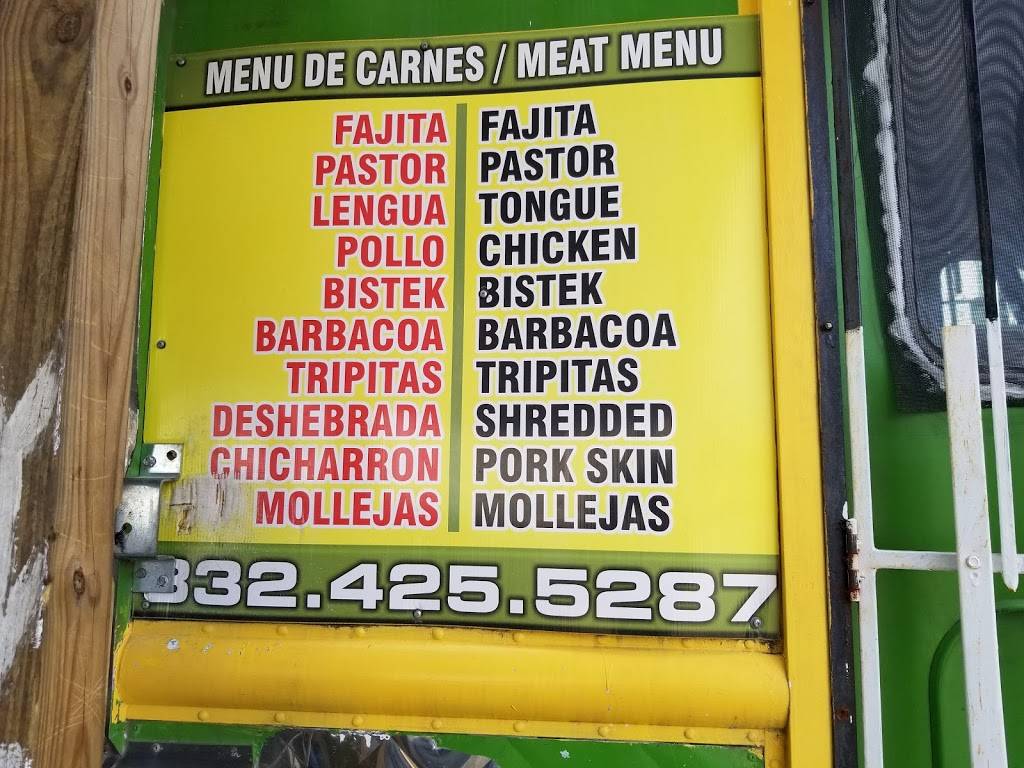 MENU DE CARNES / MEAT MENU
FAJITA FAJITA
PASTOR PASTOR
LENGUA TONGUE
POLLO CHICKEN
BISTEK BISTEK
BARBACOA BARBACOA
TRIPITAS TRIPITAS
DESHEBRADA SHREDDED
CHICHARRON PORK SKIN
MOLLEJAS MOLLEJAS
832.425.5287